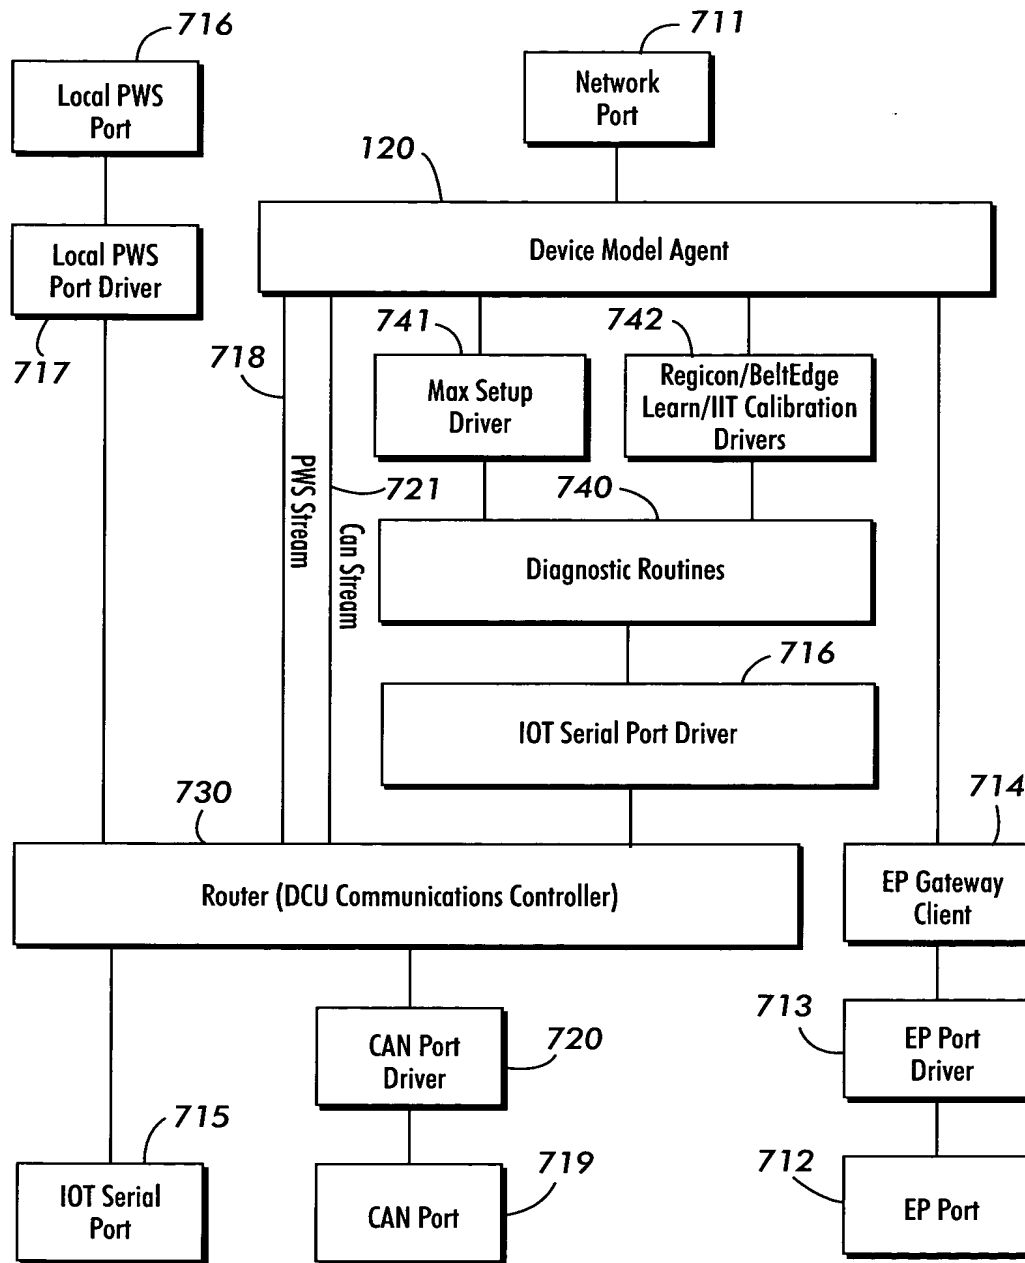 716
711
Local PWS
Port
Network
Port
120
Local PWS
Port Driver
Device Model Agent
717
718
741
742
Max Setup
Driver
Regicon/BeltEdge
Learn/IIT Calibration
Drivers
PWS Stream
721
Can Stream
740
Diagnostic Routines
716
IOT Serial Port Driver
730
714
Router (DCU Communications Controller)
EP Gateway
Client
713
CAN Port
Driver
720
EP Port
Driver
715
719
712
IOT Serial
Port
CAN Port
EP Port